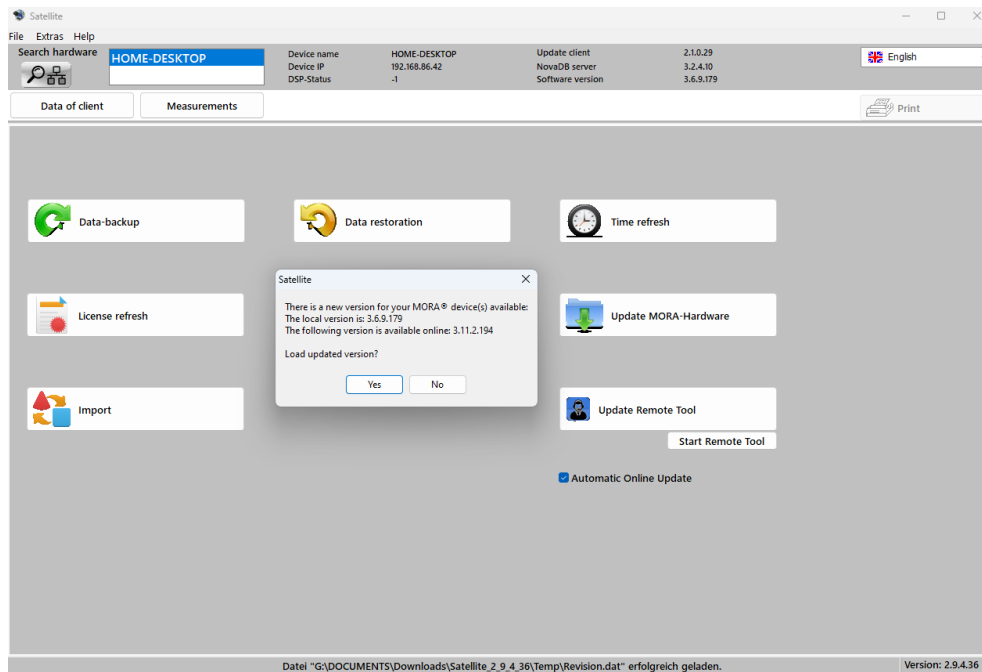 Satellite
File Extras Help
Search hardware
HOME-DESKTOP
Device name HOME-DESKTOP
Device IP 192.168.86.42
DSP-Status -1
Update client 2.1.0.29
NovaDB server 3.2.4.10
Software version 3.6.9.179
English
Data of client
Measurements
Print
Data-backup
Data restoration
Time refresh
Satellite
There is a new version for your MORA® device(s) available:
The local version is: 3.6.9.179
The following version is available online: 3.11.2.194
Load updated version?
Yes
No
License refresh
Update MORA-Hardware
Import
Update Remote Tool
Start Remote Tool
Automatic Online Update
Datei "G:\DOCUMENTS\Downloads\Satellite_2_9_4_36\Temp\Revision.dat" erfolgreich geladen.
Version: 2.9.4.36